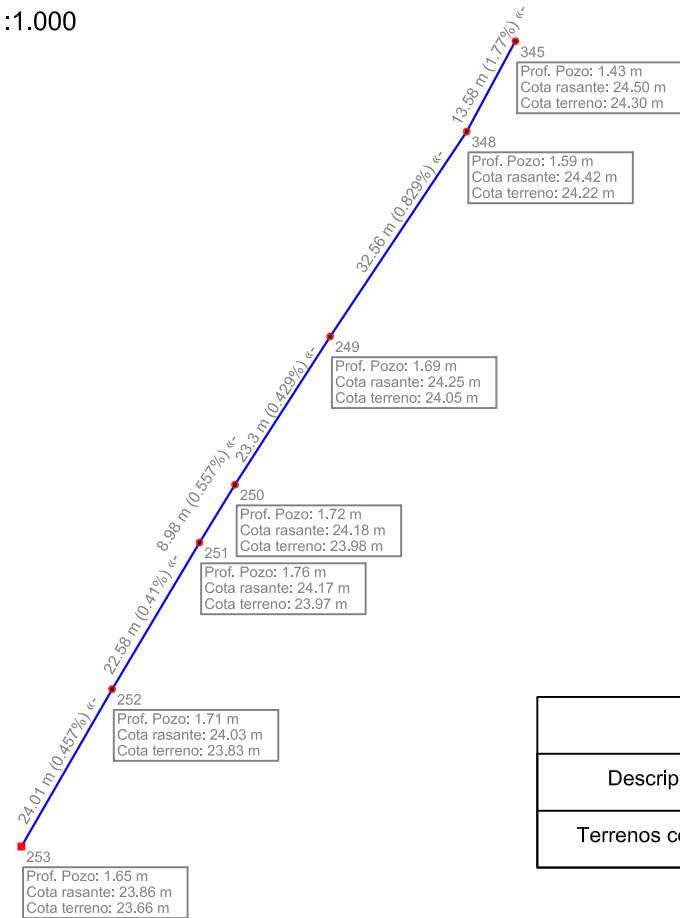 :1.000
13.58 m (1.77%) «-
345
Prof. Pozo: 1.43 m
Cota rasante: 24.50 m
Cota terreno: 24.30 m
32.56 m (0.829%) «-
348
Prof. Pozo: 1.59 m
Cota rasante: 24.42 m
Cota terreno: 24.22 m
23.3 m (0.429%) «-
249
Prof. Pozo: 1.69 m
Cota rasante: 24.25 m
Cota terreno: 24.05 m
8.98 m (0.557%) «-
250
Prof. Pozo: 1.72 m
Cota rasante: 24.18 m
Cota terreno: 23.98 m
22.58 m (0.41%) «-
251
Prof. Pozo: 1.76 m
Cota rasante: 24.17 m
Cota terreno: 23.97 m
24.01 m (0.457%) «-
252
Prof. Pozo: 1.71 m
Cota rasante: 24.03 m
Cota terreno: 23.83 m
253
Prof. Pozo: 1.65 m
Cota rasante: 23.86 m
Cota terreno: 23.66 m
Descrip
Terrenos co